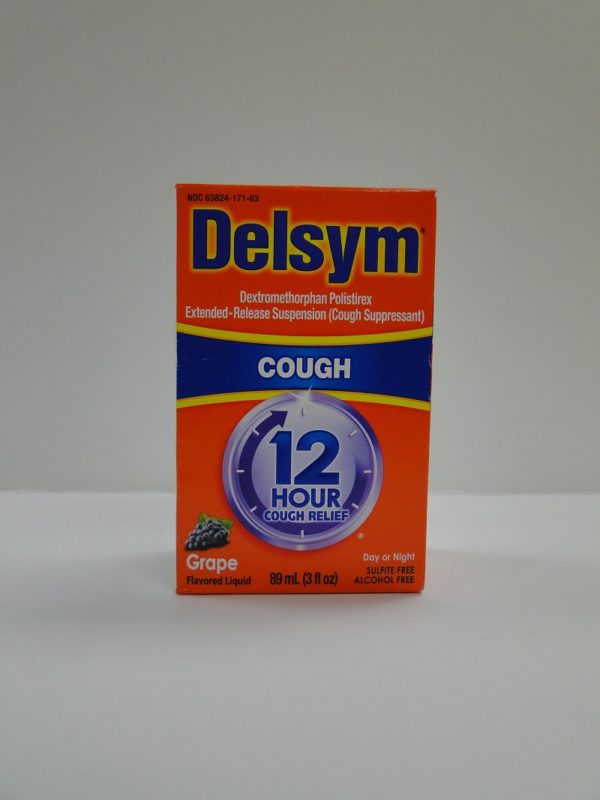 NDC 63824-171-63
Delsym®
Dextromethorphan Polistirex
Extended-Release Suspension (Cough Suppressant)
COUGH
12
HOUR
COUGH RELIEF
®
Grape
Flavored Liquid
89 mL (3 fl oz)
Day or Night
SULFITE FREE
ALCOHOL FREE